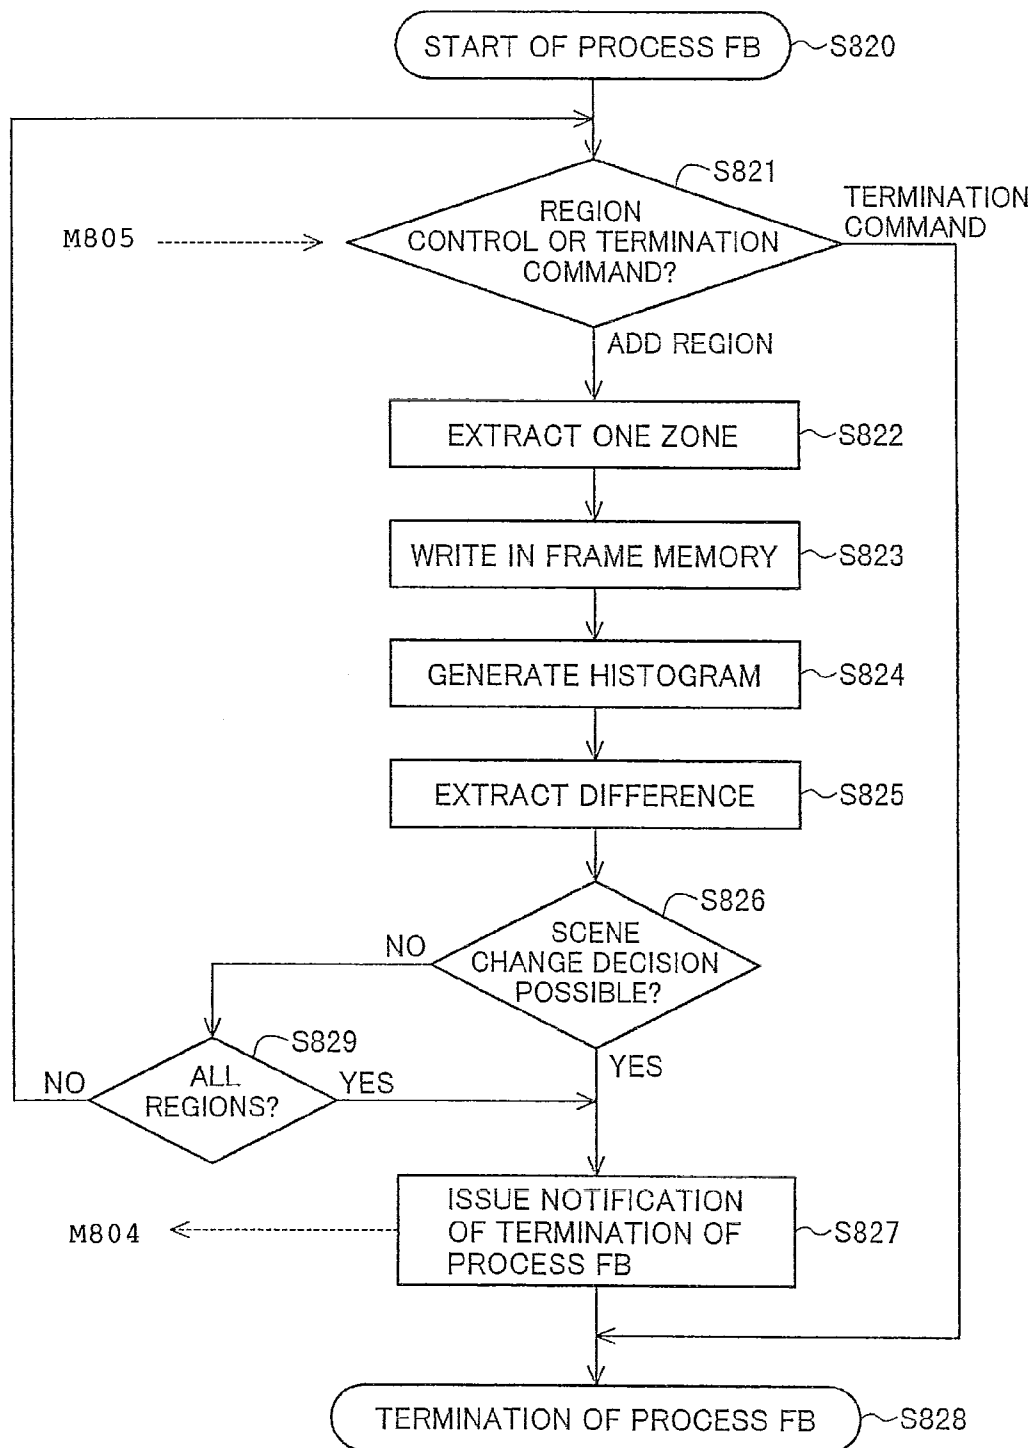 START OF PROCESS FB
S820
S821
TERMINATION
COMMAND
M805
REGION
CONTROL OR TERMINATION
COMMAND?
ADD REGION
EXTRACT ONE ZONE
S822
WRITE IN FRAME MEMORY
S823
GENERATE HISTOGRAM
S824
EXTRACT DIFFERENCE
S825
S826
NO
SCENE
CHANGE DECISION
POSSIBLE?
S829
YES
NO
ALL
REGIONS?
YES
ISSUE NOTIFICATION
OF TERMINATION OF
PROCESS FB
M804
S827
TERMINATION OF PROCESS FB
S828